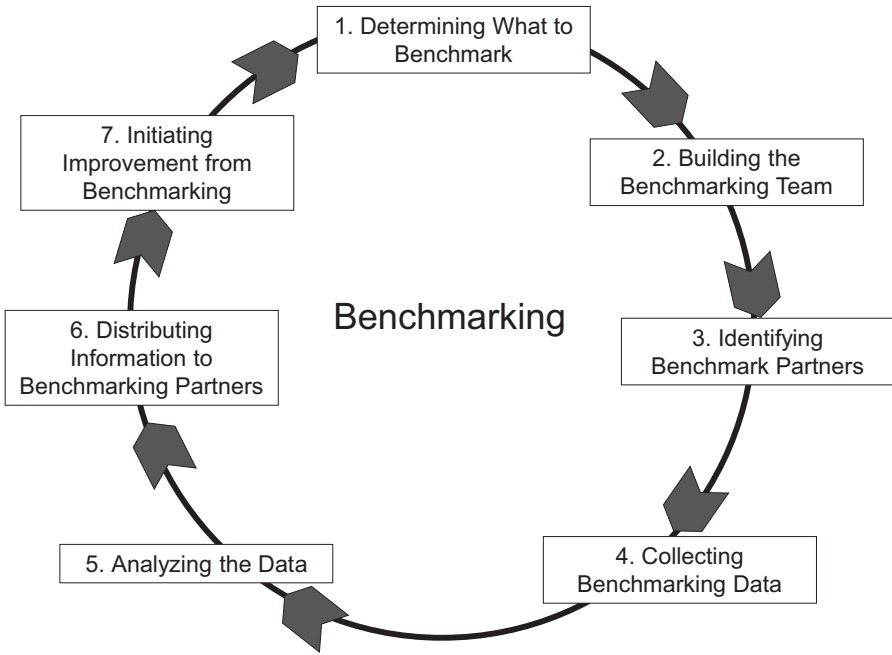 1. Determining What to
Benchmark
2. Building the
Benchmarking Team
3. Identifying
Benchmark Partners
4. Collecting
Benchmarking Data
5. Analyzing the Data
6. Distributing
Information to
Benchmarking Partners
7. Initiating
Improvement from
Benchmarking
Benchmarking